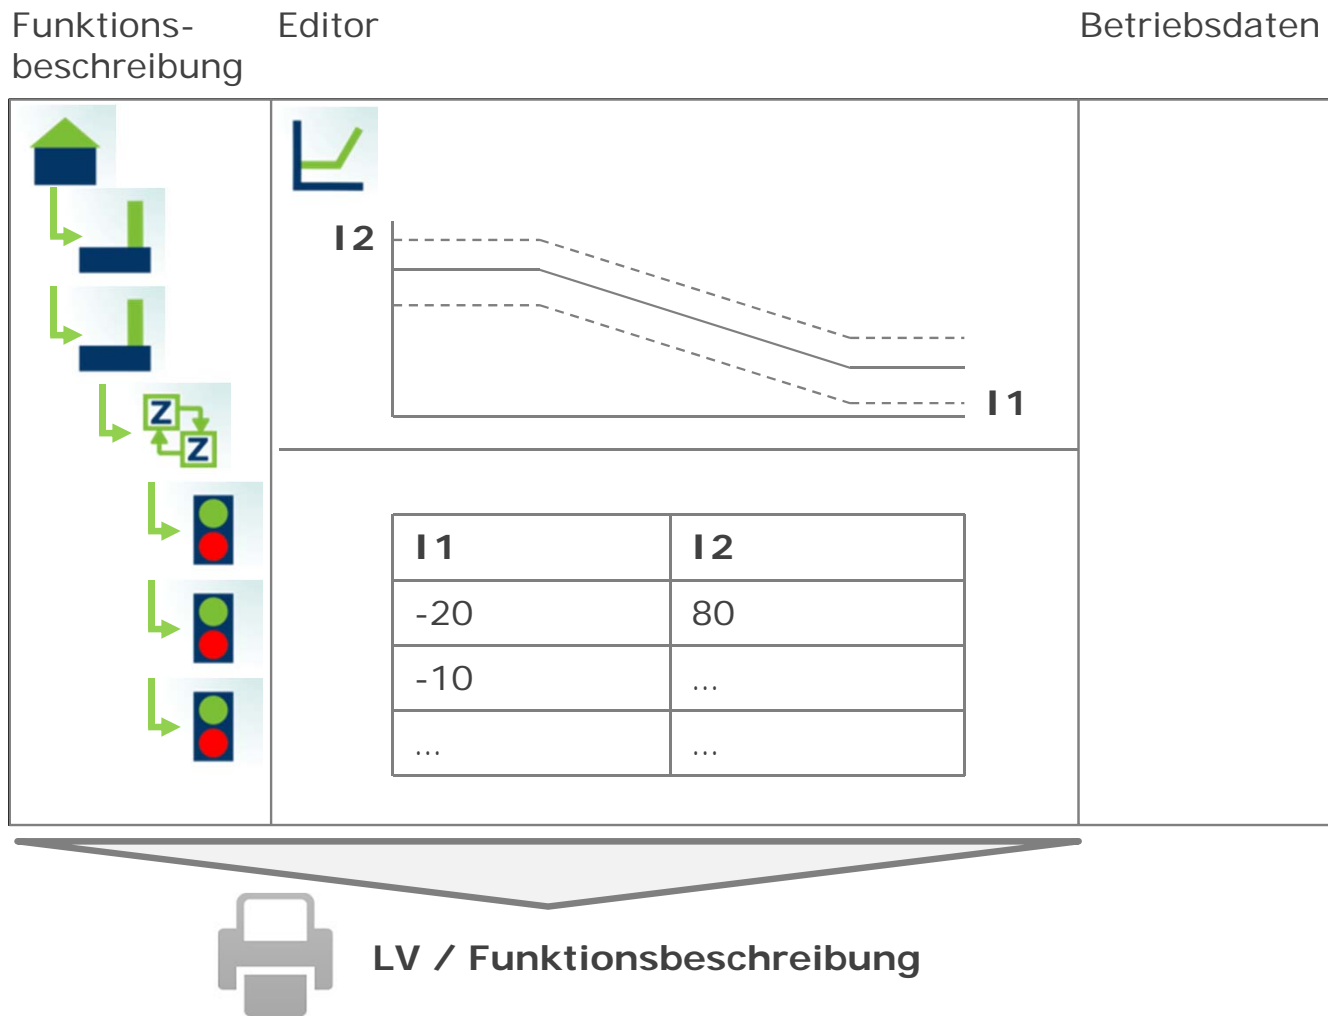 Funktions-
beschreibung
Editor
Betriebsdaten
Z
Z
I2
I1
I1 I2
-20 80
-10 ...
... ...
LV / Funktionsbeschreibung